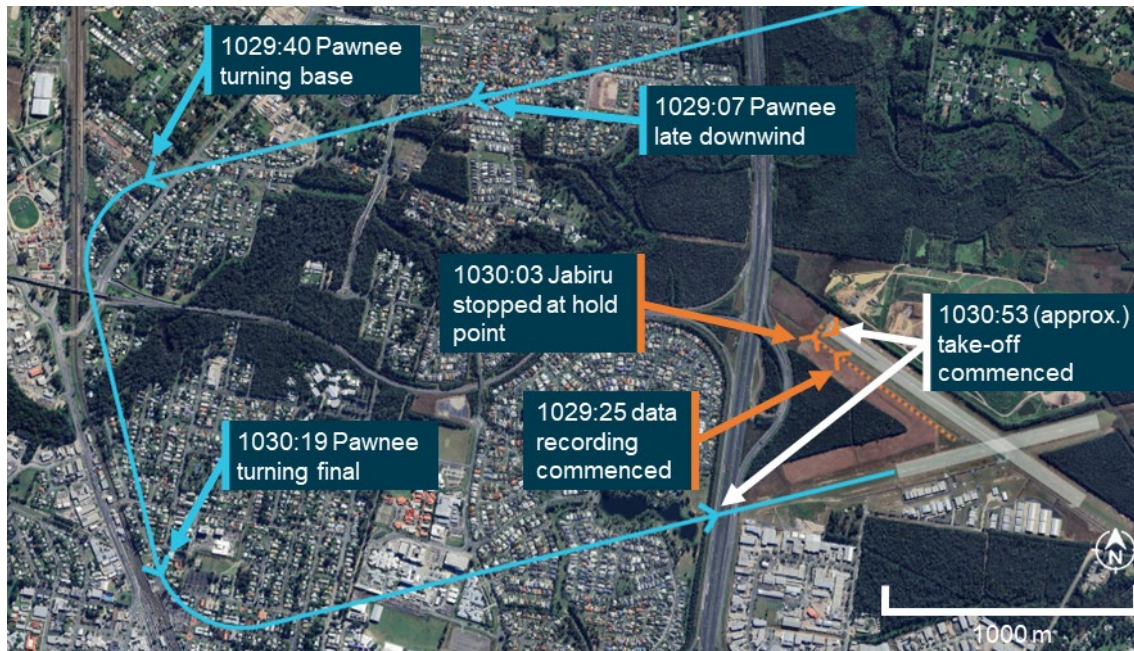 1029:40 Pawnee
turning base
1029:07 Pawnee
late downwind
1030:03 Jabiru
stopped at hold
point
1030:53 (approx.)
take-off
commenced
1029:25 data
recording
commenced
1030:19 Pawnee
turning final
N
1000 m